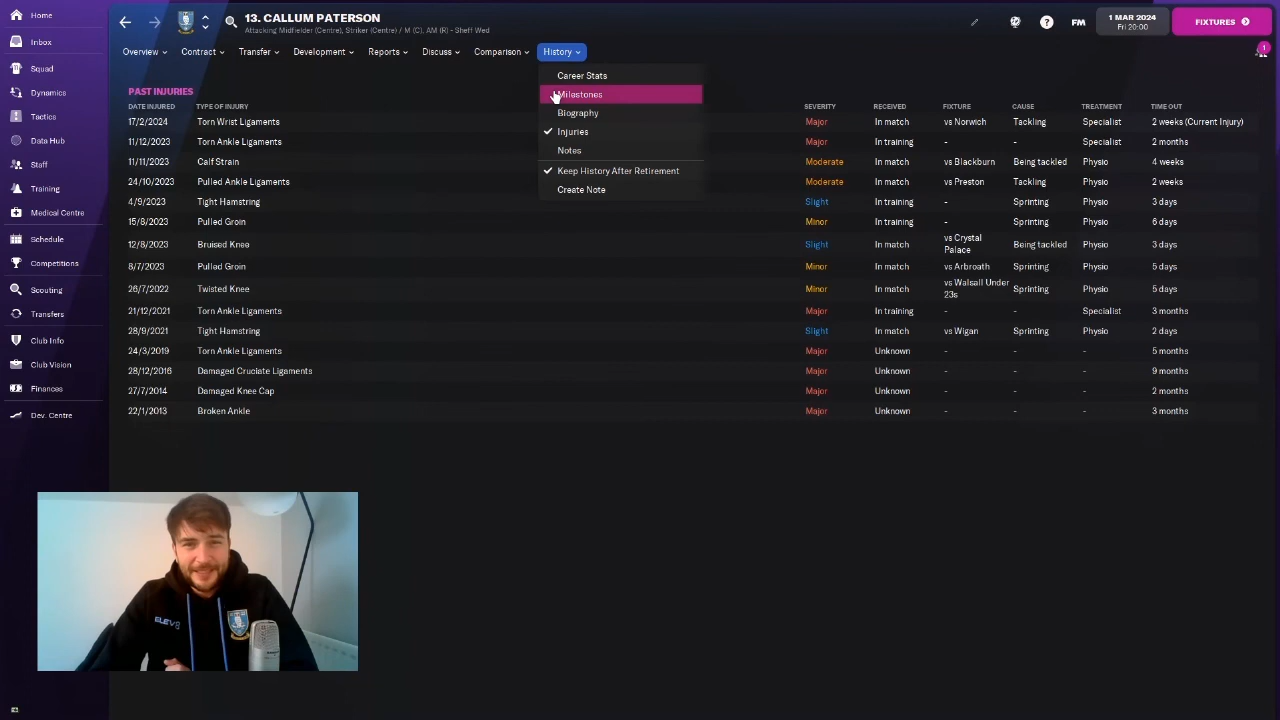 Home
Inbox
Squad
Dynamics
Tactics
Data Hub
Staff
Training
Medical Centre
Schedule
Competitions
Scouting
Transfers
Club Info
Club Vision
Finances
Dev. Centre
13. CALLUM PATERSON
Attacking Midfielder (Centre), Striker (Centre) / M (C), AM (R) - Sheff Wed
FM
1 MAR 2024
Fri 20:00
FIXTURES
Overview Contract Transfer Development Reports Discuss Comparison History
1
Career Stats
Milestones
Biography
Injuries
Notes
Keep History After Retirement
Create Note
PAST INJURIES
DATE INJURED TYPE OF INJURY SEVERITY RECEIVED FIXTURE CAUSE TREATMENT TIME OUT
17/2/2024 Torn Wrist Ligaments Major In match vs Norwich Tackling Specialist 2 weeks (Current Injury)
11/12/2023 Torn Ankle Ligaments Major In training - - Specialist 2 months
11/11/2023 Calf Strain Moderate In match vs Blackburn Being tackled Physio 4 weeks
24/10/2023 Pulled Ankle Ligaments Moderate In match vs Preston Tackling Physio 2 weeks
4/9/2023 Tight Hamstring Slight In training - Sprinting Physio 3 days
15/8/2023 Pulled Groin Minor In training - Sprinting Physio 6 days
12/8/2023 Bruised Knee Slight In match vs Crystal Palace Being tackled Physio 3 days
8/7/2023 Pulled Groin Minor In match vs Arbroath Sprinting Physio 5 days
26/7/2022 Twisted Knee Minor In match vs Walsall Under 23s Sprinting Physio 5 days
21/12/2021 Torn Ankle Ligaments Major In training - - Specialist 3 months
28/9/2021 Tight Hamstring Slight In match vs Wigan Sprinting Physio 2 days
24/3/2019 Torn Ankle Ligaments Major Unknown - - - 5 months
28/12/2016 Damaged Cruciate Ligaments Major Unknown - - - 9 months
27/7/2014 Damaged Knee Cap Major Unknown - - - 2 months
22/1/2013 Broken Ankle Major Unknown - - - 3 months